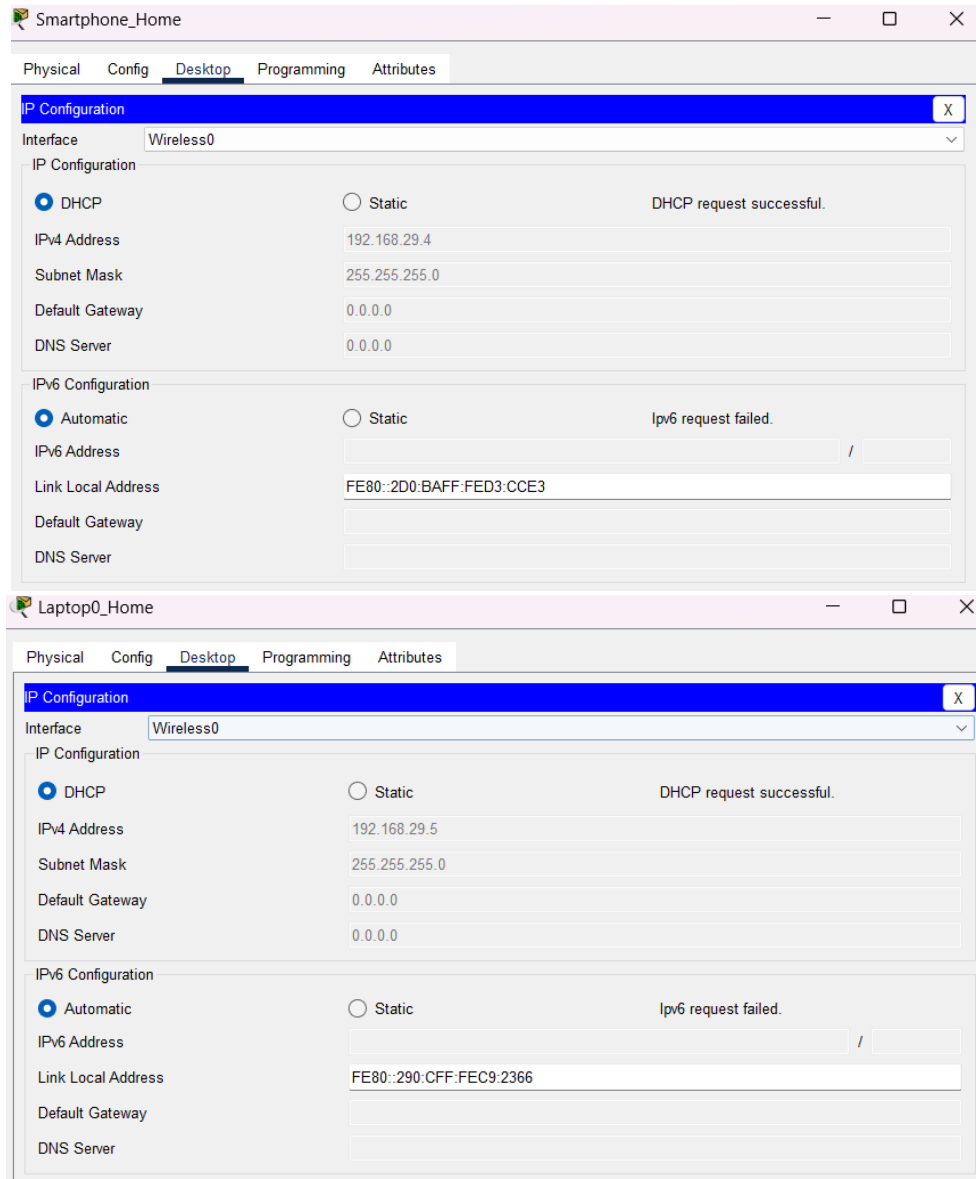 Smartphone_Home
Physical Config Desktop Programming Attributes
IP Configuration X
Interface Wireless0
IP Configuration
DHCP Static DHCP request successful.
IPv4 Address 192.168.29.4
Subnet Mask 255.255.255.0
Default Gateway 0.0.0.0
DNS Server 0.0.0.0
IPv6 Configuration
Automatic Static Ipv6 request failed.
IPv6 Address /
Link Local Address FE80::2D0:BAFF:FED3:CCE3
Default Gateway
DNS Server
Laptop0_Home
Physical Config Desktop Programming Attributes
IP Configuration X
Interface Wireless0
IP Configuration
DHCP Static DHCP request successful.
IPv4 Address 192.168.29.5
Subnet Mask 255.255.255.0
Default Gateway 0.0.0.0
DNS Server 0.0.0.0
IPv6 Configuration
Automatic Static Ipv6 request failed.
IPv6 Address /
Link Local Address FE80::290:CFF:FEC9:2366
Default Gateway
DNS Server